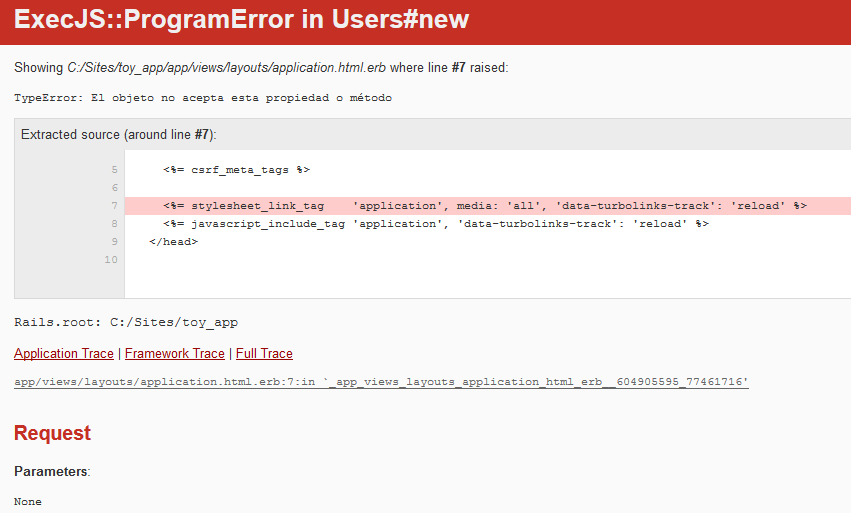 ExecJS::ProgramError in Users#new
Showing C:/Sites/toy_app/app/views/layouts/application.html.erb where line #7 raised:
TypeError: El objeto no acepta esta propiedad o método
Extracted source (around line #7):
5 <%= csrf_meta_tags %>
6
7 <%= stylesheet_link_tag    'application', media: 'all', 'data-turbolinks-track': 'reload' %>
8 <%= javascript_include_tag 'application', 'data-turbolinks-track': 'reload' %>
9 </head>
10
Rails.root: C:/Sites/toy_app
Application Trace | Framework Trace | Full Trace
app/views/layouts/application.html.erb:7:in `_app_views_layouts_application_html_erb__604905595_77461716'
Request
Parameters:
None